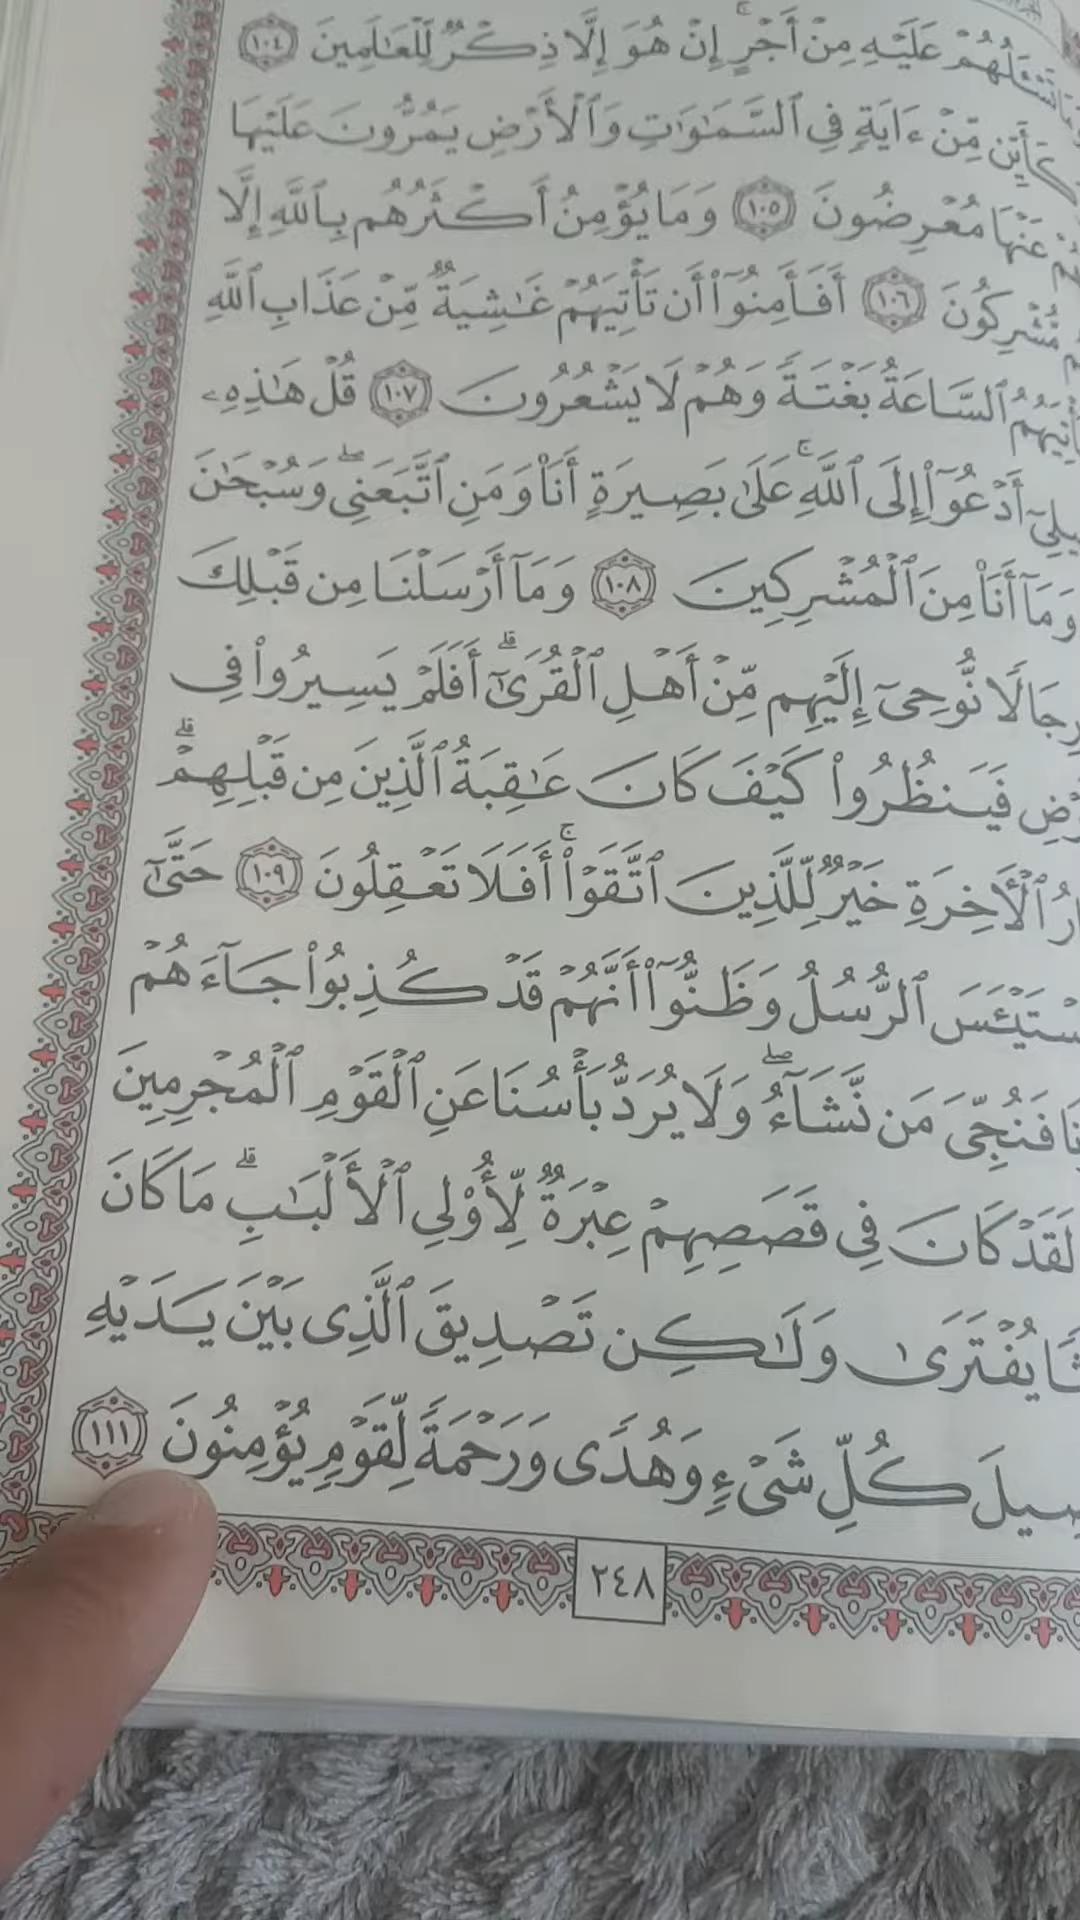 عَلَيْهِ مِنْ أَجْرٍ ۚ إِنْ هُوَ إِلَّا ذِكْرٌ لِّلْعَـٰلَمِينَ ١٠٤
مِّنْ ءَايَةٍ فِى ٱلسَّمَـٰوَٰتِ وَٱلْأَرْضِ يَمُرُّونَ عَلَيْهَا
عَنْهَا مُعْرِضُونَ ١٠٥ وَمَا يُؤْمِنُ أَكْثَرُهُم بِٱللَّهِ إِلَّا
مُّشْرِكُونَ ١٠٦ أَفَأَمِنُوٓا۟ أَن تَأْتِيَهُمْ غَـٰشِيَةٌ مِّنْ عَذَابِ ٱللَّهِ
ٱلسَّاعَةُ بَغْتَةً وَهُمْ لَا يَشْعُرُونَ ١٠٧ قُلْ هَـٰذِهِۦ
أَدْعُوٓا۟ إِلَى ٱللَّهِ ۚ عَلَىٰ بَصِيرَةٍ أَنَا۠ وَمَنِ ٱتَّبَعَنِى ۖ وَسُبْحَـٰنَ
وَمَآ أَنَا۠ مِنَ ٱلْمُشْرِكِينَ ١٠٨ وَمَآ أَرْسَلْنَا مِن قَبْلِكَ
رِجَالًا نُّوحِىٓ إِلَيْهِم مِّنْ أَهْلِ ٱلْقُرَىٰٓ ۗ أَفَلَمْ يَسِيرُوا۟ فِى
فَيَنظُرُوا۟ كَيْفَ كَانَ عَـٰقِبَةُ ٱلَّذِينَ مِن قَبْلِهِمْ ۗ
ٱلْـَٔاخِرَةِ خَيْرٌ لِّلَّذِينَ ٱتَّقَوْا۟ ۚ أَفَلَا تَعْقِلُونَ ١٠٩ حَتَّىٰٓ
ٱلرُّسُلُ وَظَنُّوٓا۟ أَنَّهُمْ قَدْ كُذِبُوا۟ جَآءَهُمْ
فَنُجِّىَ مَن نَّشَآءُ ۖ وَلَا يُرَدُّ بَأْسُنَا عَنِ ٱلْقَوْمِ ٱلْمُجْرِمِينَ
لَقَدْ كَانَ فِى قَصَصِهِمْ عِبْرَةٌ لِّأُو۟لِى ٱلْأَلْبَـٰبِ ۗ مَا كَانَ
يُفْتَرَىٰ وَلَـٰكِن تَصْدِيقَ ٱلَّذِى بَيْنَ يَدَيْهِ
كُلِّ شَىْءٍ وَهُدًى وَرَحْمَةً لِّقَوْمٍ يُؤْمِنُونَ ١١١
٢٤٨